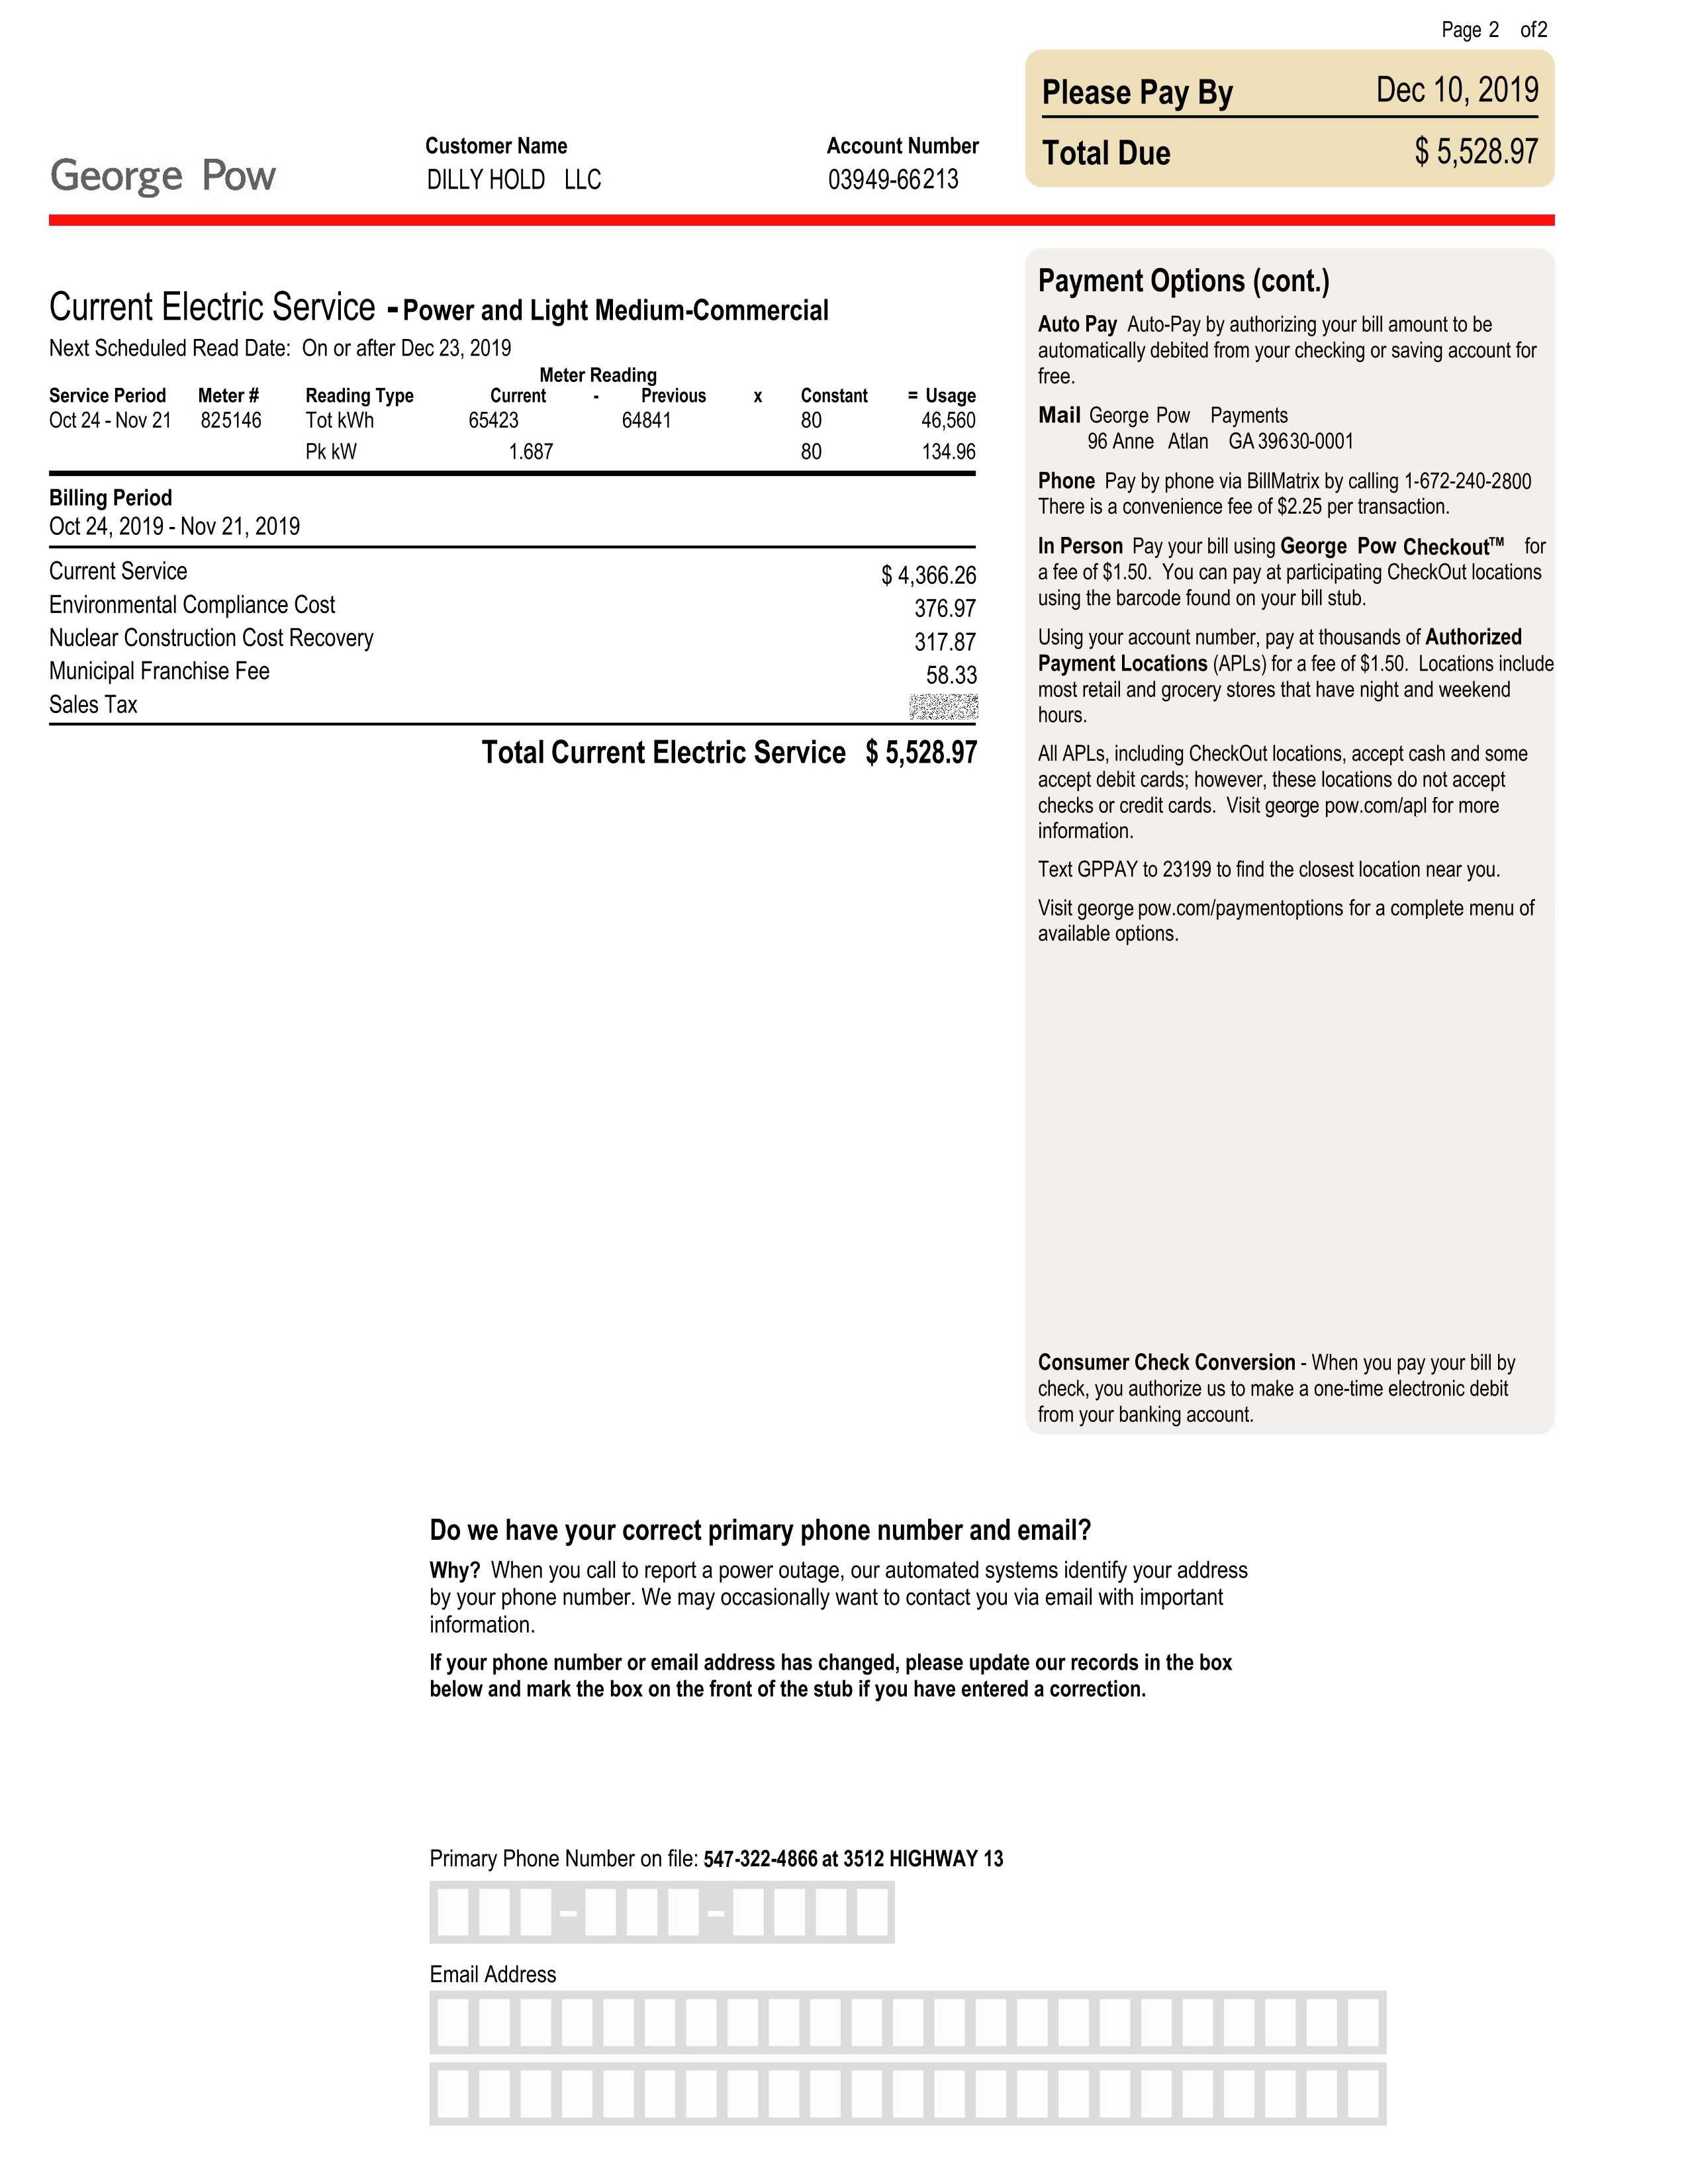 Page 2 of2
Please Pay By Dec 10, 2019
Total Due $ 5,528.97
George Pow
Customer Name
DILLY HOLD LLC
Account Number
03949-66213
Current Electric Service - Power and Light Medium-Commercial
Next Scheduled Read Date: On or after Dec 23, 2019
Meter Reading
Service Period Meter # Reading Type Current - Previous x Constant = Usage
Oct 24 - Nov 21 825146 Tot kWh 65423 64841 80 46,560
Pk kW 1.687 80 134.96
Billing Period
Oct 24, 2019 - Nov 21, 2019
Current Service $ 4,366.26
Environmental Compliance Cost 376.97
Nuclear Construction Cost Recovery 317.87
Municipal Franchise Fee 58.33
Sales Tax
Total Current Electric Service $ 5,528.97
Payment Options (cont.)
Auto Pay Auto-Pay by authorizing your bill amount to be
automatically debited from your checking or saving account for
free.
Mail George Pow Payments
96 Anne Atlan GA 39630-0001
Phone Pay by phone via BillMatrix by calling 1-672-240-2800
There is a convenience fee of $2.25 per transaction.
In Person Pay your bill using George Pow Checkout™ for
a fee of $1.50. You can pay at participating CheckOut locations
using the barcode found on your bill stub.
Using your account number, pay at thousands of Authorized
Payment Locations (APLs) for a fee of $1.50. Locations include
most retail and grocery stores that have night and weekend
hours.
All APLs, including CheckOut locations, accept cash and some
accept debit cards; however, these locations do not accept
checks or credit cards. Visit george pow.com/apl for more
information.
Text GPPAY to 23199 to find the closest location near you.
Visit george pow.com/paymentoptions for a complete menu of
available options.
Consumer Check Conversion - When you pay your bill by
check, you authorize us to make a one-time electronic debit
from your banking account.
Do we have your correct primary phone number and email?
Why? When you call to report a power outage, our automated systems identify your address
by your phone number. We may occasionally want to contact you via email with important
information.
If your phone number or email address has changed, please update our records in the box
below and mark the box on the front of the stub if you have entered a correction.
Primary Phone Number on file: 547-322-4866 at 3512 HIGHWAY 13
Email Address